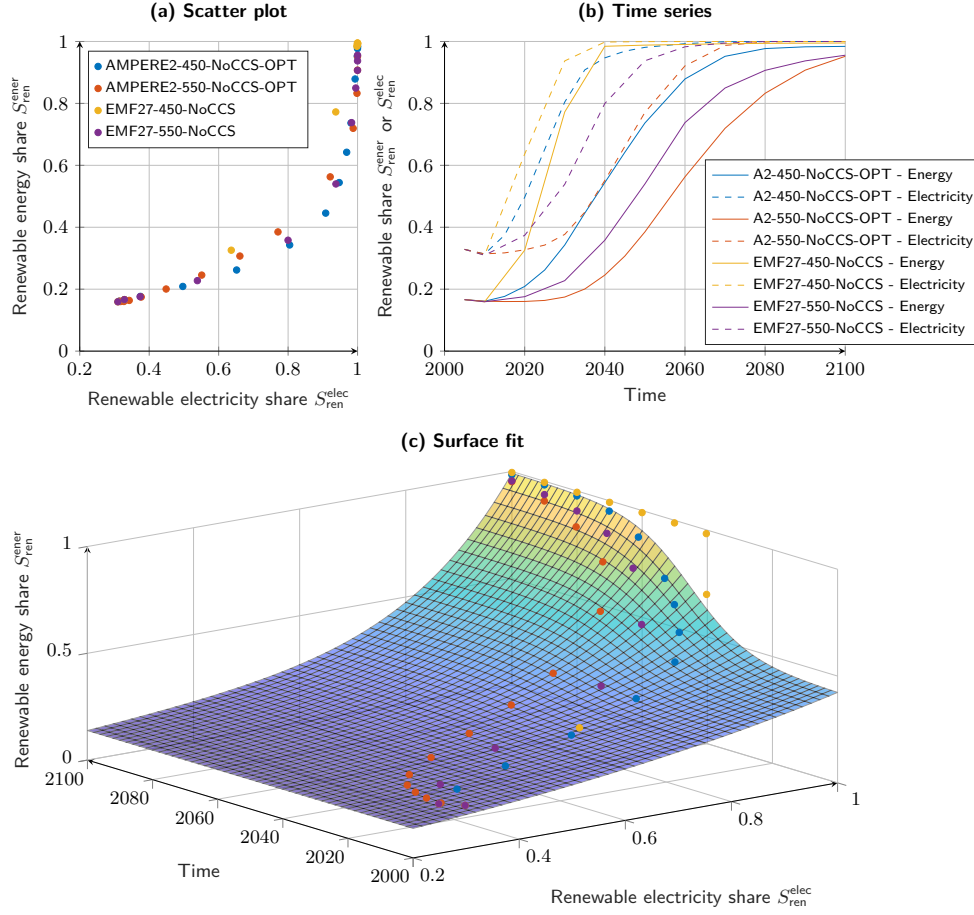 (a) Scatter plot
Renewable energy share S_ren^ener
1
0.8
0.6
0.4
0.2
0
AMPERE2-450-NoCCS-OPT
AMPERE2-550-NoCCS-OPT
EMF27-450-NoCCS
EMF27-550-NoCCS
0.2 0.4 0.6 0.8 1
Renewable electricity share S_ren^elec
(b) Time series
Renewable share S_ren^ener or S_ren^elec
1
0.8
0.6
0.4
0.2
0
A2-450-NoCCS-OPT - Energy
A2-450-NoCCS-OPT - Electricity
A2-550-NoCCS-OPT - Energy
A2-550-NoCCS-OPT - Electricity
EMF27-450-NoCCS - Energy
EMF27-450-NoCCS - Electricity
EMF27-550-NoCCS - Energy
EMF27-550-NoCCS - Electricity
2000 2020 2040 2060 2080 2100
Time
(c) Surface fit
Renewable energy share S_ren^ener
1
0.5
0
2100
2080
2060
2040
2020
2000
Time
0.2
0.4
0.6
0.8
1
Renewable electricity share S_ren^elec